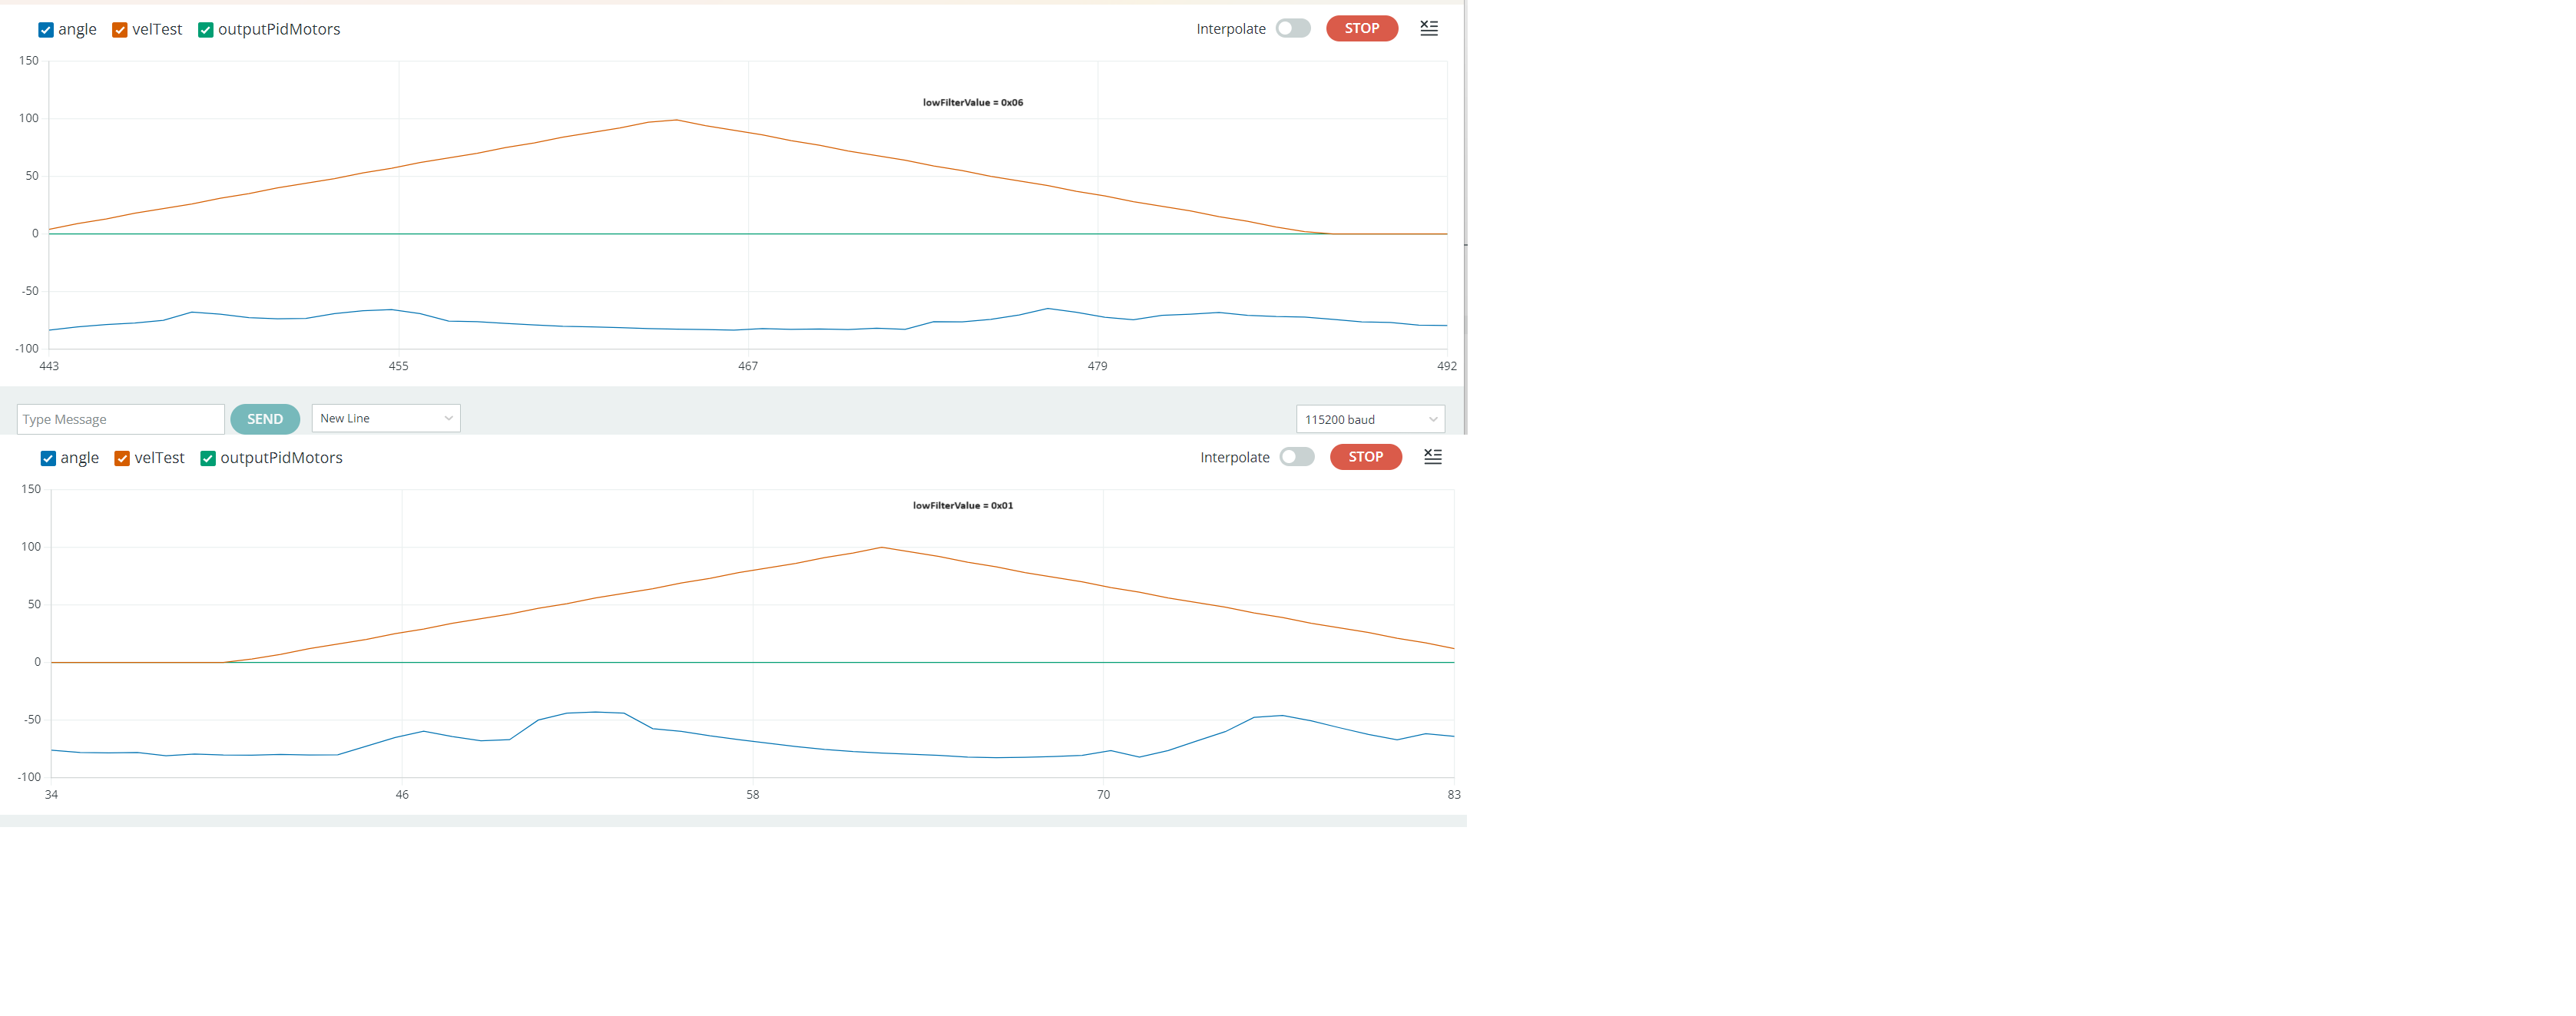 angle velTest outputPidMotors Interpolate STOP
150
lowFilterValue = 0x06
100
50
0
-50
-100
443 455 467 479 492
Type Message SEND New Line 115200 baud
angle velTest outputPidMotors Interpolate STOP
150
lowFilterValue = 0x01
100
50
0
-50
-100
34 46 58 70 83